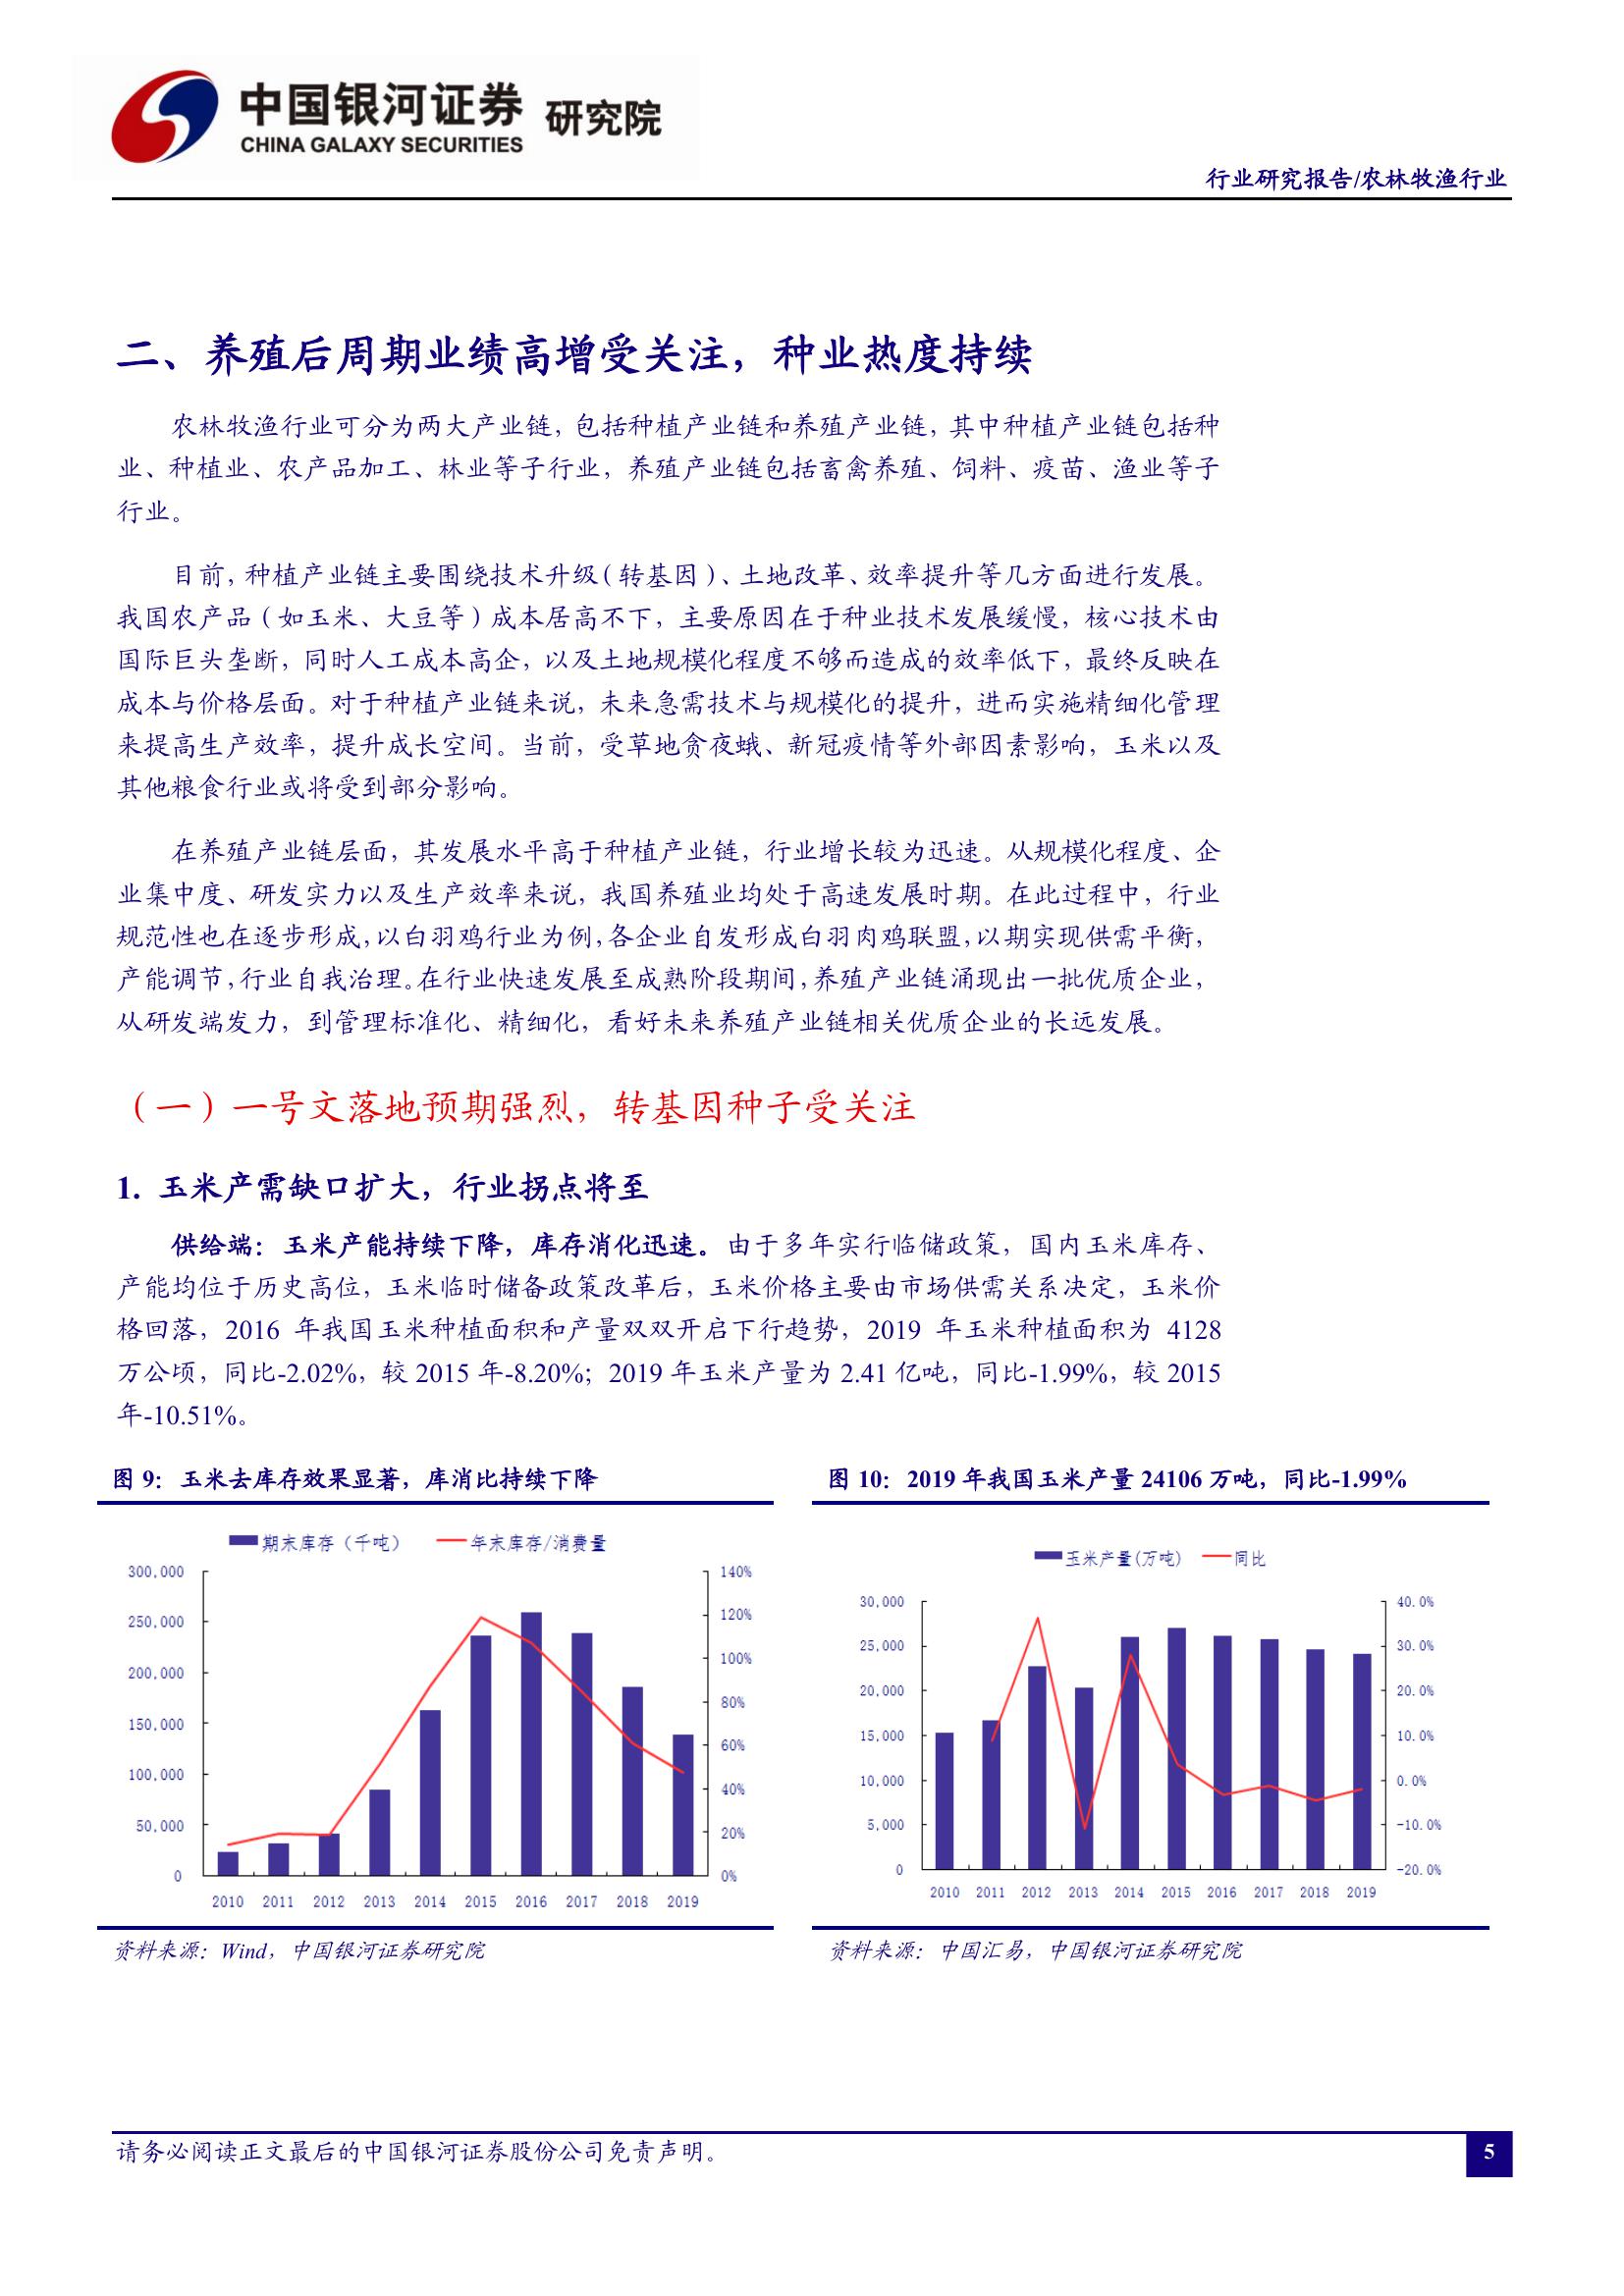 中国银河证券 研究院
CHINA GALAXY SECURITIES
行业研究报告/农林牧渔行业
二、养殖后周期业绩高增受关注，种业热度持续
农林牧渔行业可分为两大产业链，包括种植产业链和养殖产业链，其中种植产业链包括种
业、种植业、农产品加工、林业等子行业，养殖产业链包括畜禽养殖、饲料、疫苗、渔业等子
行业。
目前，种植产业链主要围绕技术升级（转基因）、土地改革、效率提升等几方面进行发展。
我国农产品（如玉米、大豆等）成本居高不下，主要原因在于种业技术发展缓慢，核心技术由
国际巨头垄断，同时人工成本高企，以及土地规模化程度不够而造成的效率低下，最终反映在
成本与价格层面。对于种植产业链来说，未来急需技术与规模化的提升，进而实施精细化管理
来提高生产效率，提升成长空间。当前，受草地贪夜蛾、新冠疫情等外部因素影响，玉米以及
其他粮食行业或将受到部分影响。
在养殖产业链层面，其发展水平高于种植产业链，行业增长较为迅速。从规模化程度、企
业集中度、研发实力以及生产效率来说，我国养殖业均处于高速发展时期。在此过程中，行业
规范性也在逐步形成，以白羽鸡行业为例，各企业自发形成白羽肉鸡联盟，以期实现供需平衡，
产能调节，行业自我治理。在行业快速发展至成熟阶段期间，养殖产业链涌现出一批优质企业，
从研发端发力，到管理标准化、精细化，看好未来养殖产业链相关优质企业的长远发展。
（一）一号文落地预期强烈，转基因种子受关注
1. 玉米产需缺口扩大，行业拐点将至
供给端：玉米产能持续下降，库存消化迅速。由于多年实行临储政策，国内玉米库存、
产能均位于历史高位，玉米临时储备政策改革后，玉米价格主要由市场供需关系决定，玉米价
格回落，2016 年我国玉米种植面积和产量双双开启下行趋势，2019 年玉米种植面积为 4128
万公顷，同比-2.02%，较 2015 年-8.20%；2019 年玉米产量为 2.41 亿吨，同比-1.99%，较 2015
年-10.51%。
图 9：玉米去库存效果显著，库消比持续下降
期末库存（千吨） 年末库存/消费量
300,000 140%
250,000 120%
200,000 100%
150,000 80%
100,000 60%
50,000 40%
0 20%
0%
2010 2011 2012 2013 2014 2015 2016 2017 2018 2019
资料来源：Wind，中国银河证券研究院
图 10：2019 年我国玉米产量 24106 万吨，同比-1.99%
玉米产量(万吨) 同比
30,000 40.0%
25,000 30.0%
20,000 20.0%
15,000 10.0%
10,000 0.0%
5,000 -10.0%
0 -20.0%
2010 2011 2012 2013 2014 2015 2016 2017 2018 2019
资料来源：中国汇易，中国银河证券研究院
请务必阅读正文最后的中国银河证券股份公司免责声明。
5